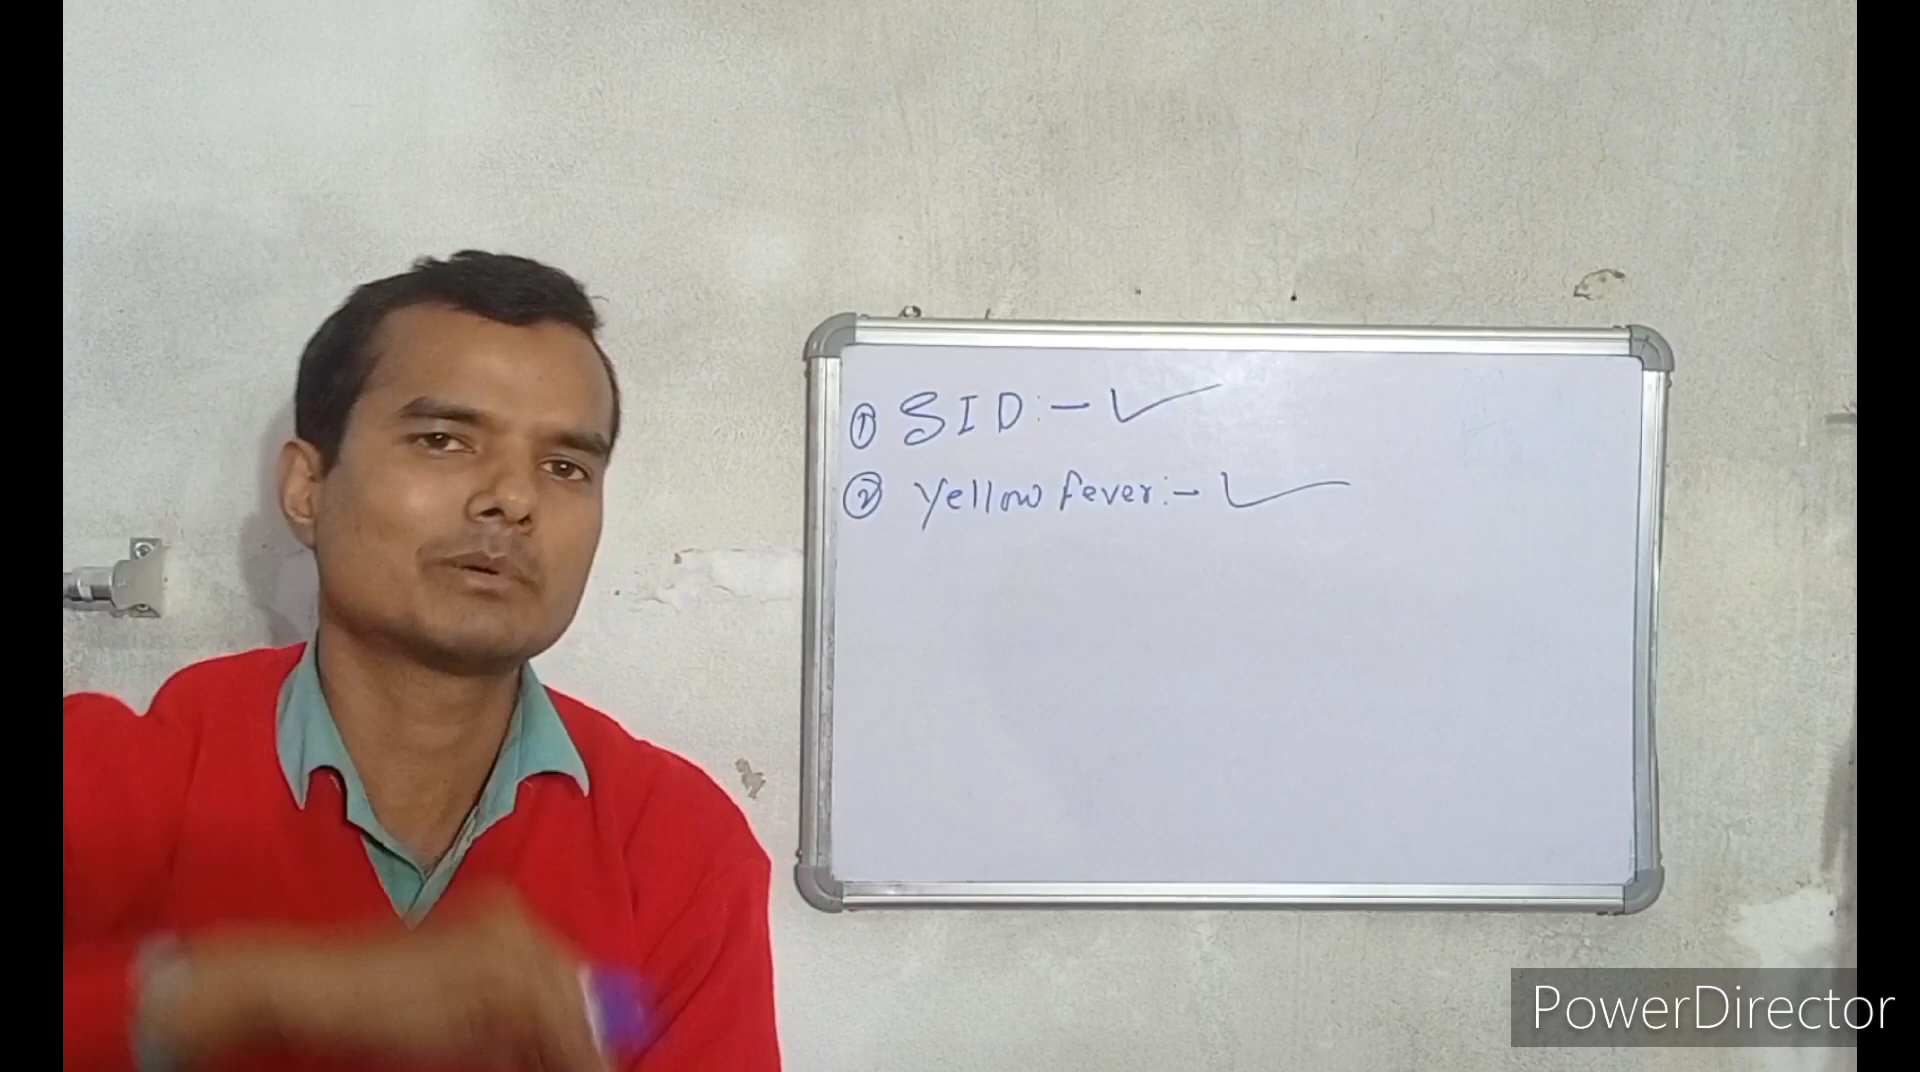 ① SID:- ✓
② Yellow fever:- ✓
PowerDirector